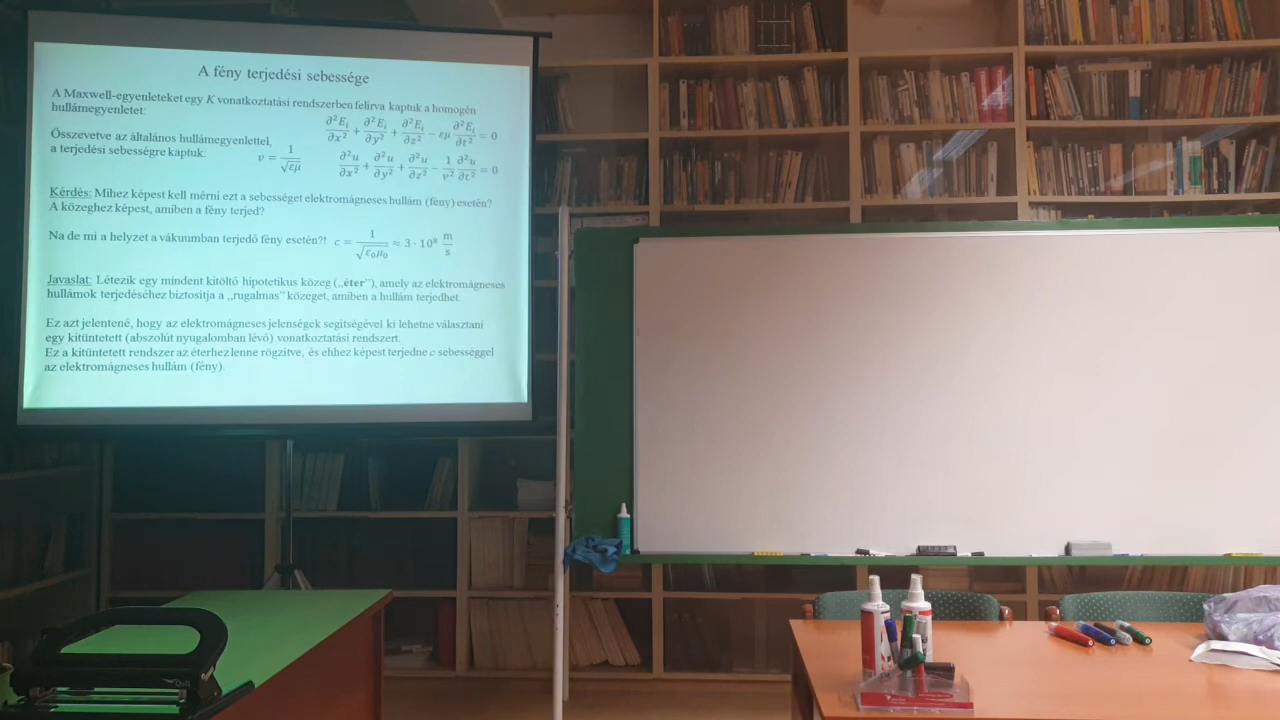 A fény terjedési sebessége
A Maxwell-egyenleteket egy K vonatkoztatási rendszerben felírva kaptuk a homogén
hullámegyenletet:
∂²Eᵢ/∂x² + ∂²Eᵢ/∂y² + ∂²Eᵢ/∂z² − εμ ∂²Eᵢ/∂t² = 0
Összevetve az általános hullámegyenlettel,
a terjedési sebességre kaptuk:
v = 1/√εμ
∂²u/∂x² + ∂²u/∂y² + ∂²u/∂z² − 1/v² ∂²u/∂t² = 0
Kérdés: Mihez képest kell mérni ezt a sebességet elektromágneses hullám (fény) esetén?
A közeghez képest, amiben a fény terjed?
Na de mi a helyzet a vákuumban terjedő fény esetén?! c = 1/√ε₀μ₀ ≈ 3 · 10⁸ m/s
Javaslat: Létezik egy mindent kitöltő hipotetikus közeg („éter”), amely az elektromágneses
hullámok terjedéséhez biztosítja a „rugalmas” közeget, amiben a hullám terjedhet.
Ez azt jelentené, hogy az elektromágneses jelenségek segítségével ki lehetne választani
egy kitüntetett (abszolút nyugalomban lévő) vonatkoztatási rendszert.
Ez a kitüntetett rendszer az éterhez lenne rögzítve, és ehhez képest terjedne c sebességgel
az elektromágneses hullám (fény).